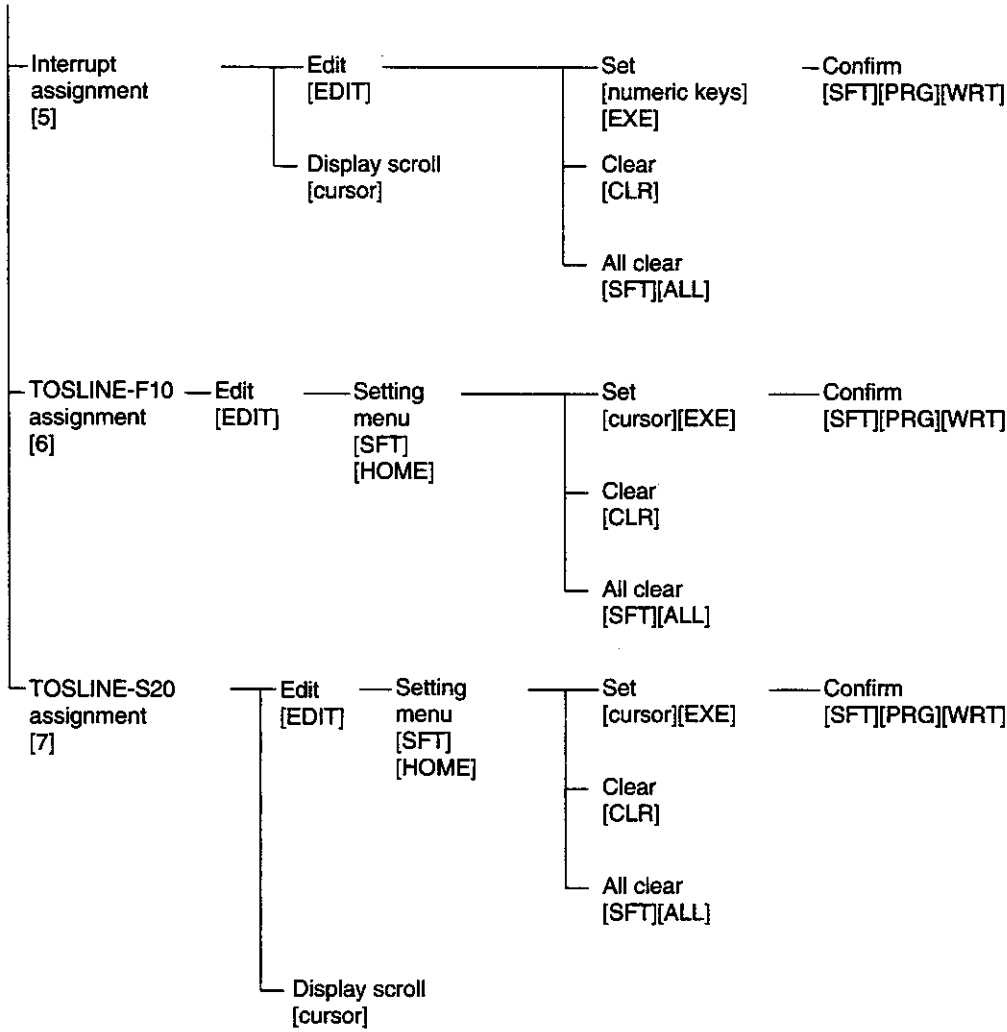 Interrupt
assignment
[5]
Edit
[EDIT]
Set
[numeric keys]
[EXE]
Confirm
[SFT][PRG][WRT]
Display scroll
[cursor]
Clear
[CLR]
All clear
[SFT][ALL]
TOSLINE-F10
assignment
[6]
Edit
[EDIT]
Setting
menu
[SFT]
[HOME]
Set
[cursor][EXE]
Confirm
[SFT][PRG][WRT]
Clear
[CLR]
All clear
[SFT][ALL]
TOSLINE-S20
assignment
[7]
Edit
[EDIT]
Setting
menu
[SFT]
[HOME]
Set
[cursor][EXE]
Confirm
[SFT][PRG][WRT]
Clear
[CLR]
All clear
[SFT][ALL]
Display scroll
[cursor]